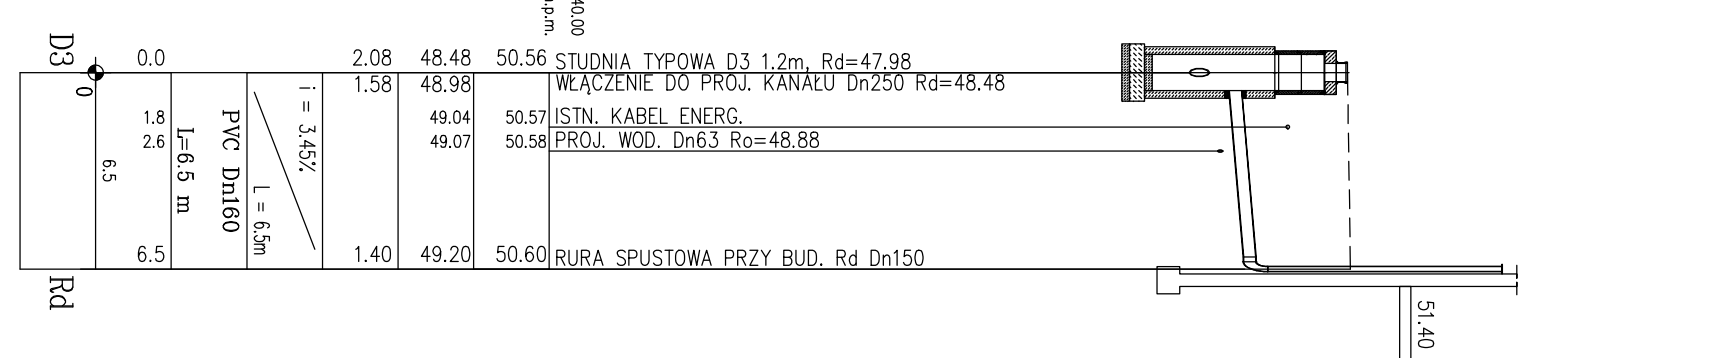 40.00
p.p.m.
D3
0.0 2.08 48.48 50.56 STUDNIA TYPOWA D3 1.2m, Rd=47.98
0 1.58 48.98 WŁĄCZENIE DO PROJ. KANAŁU Dn250 Rd=48.48
1.8 49.04 50.57 ISTN. KABEL ENERG.
2.6 49.07 50.58 PROJ. WOD. Dn63 Ro=48.88
6.5
L=6.5 m
PVC Dn160
i = 3.45%
L = 6.5m
6.5 1.40 49.20 50.60 RURA SPUSTOWA PRZY BUD. Rd Dn150
Rd
51.40